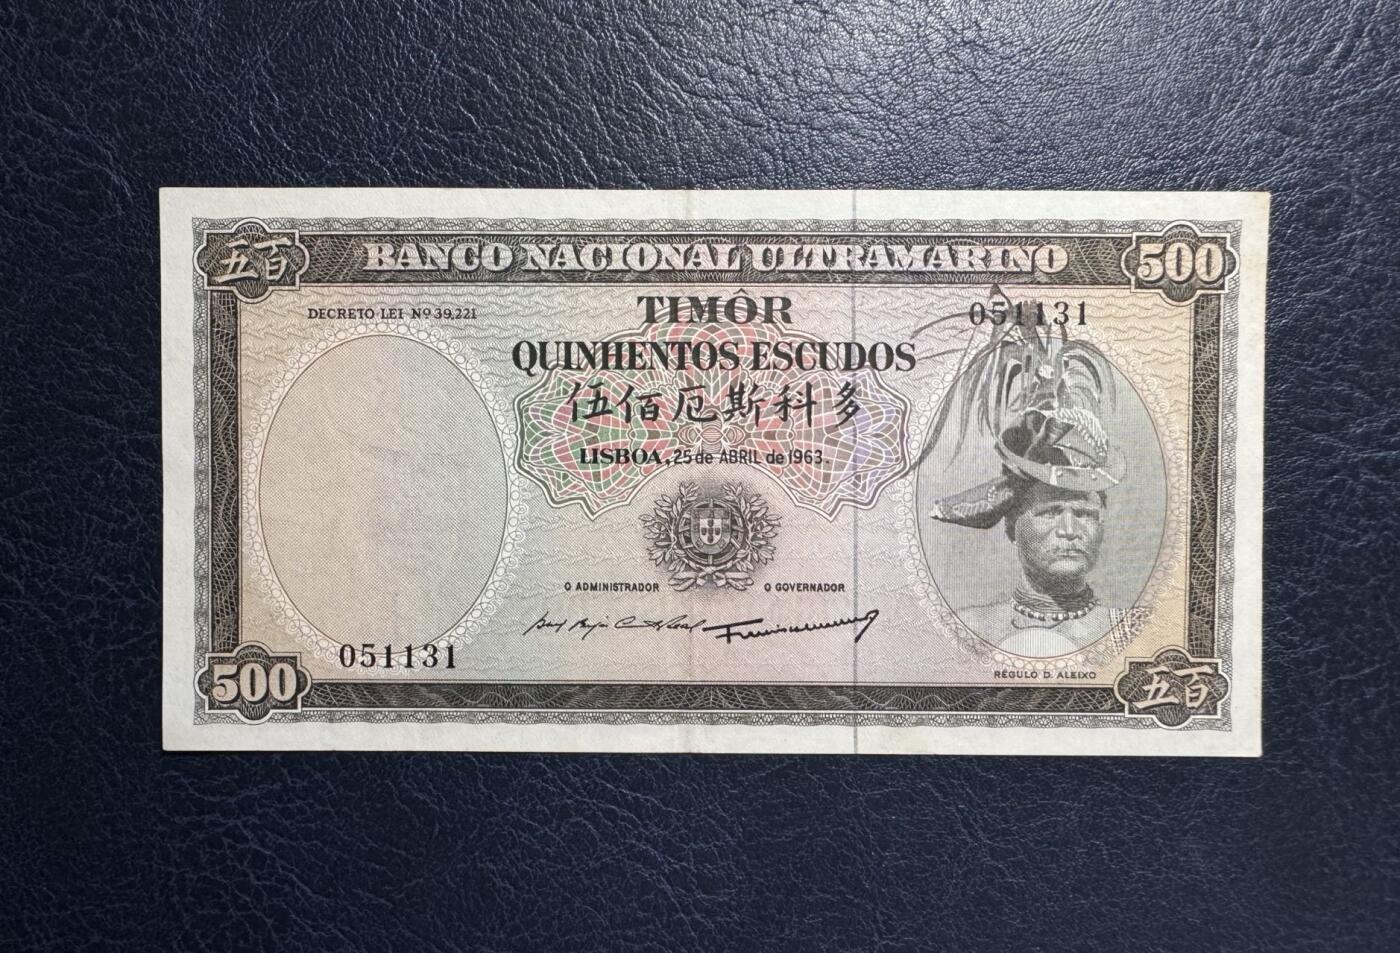 五百 BANCO NACIONAL ULTRAMARINO 500
DECRETO-LEI Nº 39,221
TIMÔR
051131
QUINHENTOS ESCUDOS
伍佰厄斯科多
LISBOA, 25 de ABRIL de 1963.
O ADMINISTRADOR O GOVERNADOR
051131
RÉGULO D. ALEIXO
500 五百